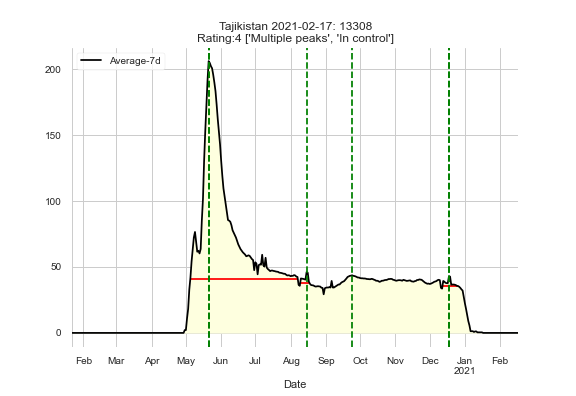 Tajikistan 2021-02-17: 13308
Rating:4 ['Multiple peaks', 'In control']
Average-7d
200
150
100
50
0
Feb Mar Apr May Jun Jul Aug Sep Oct Nov Dec Jan Feb
2021
Date